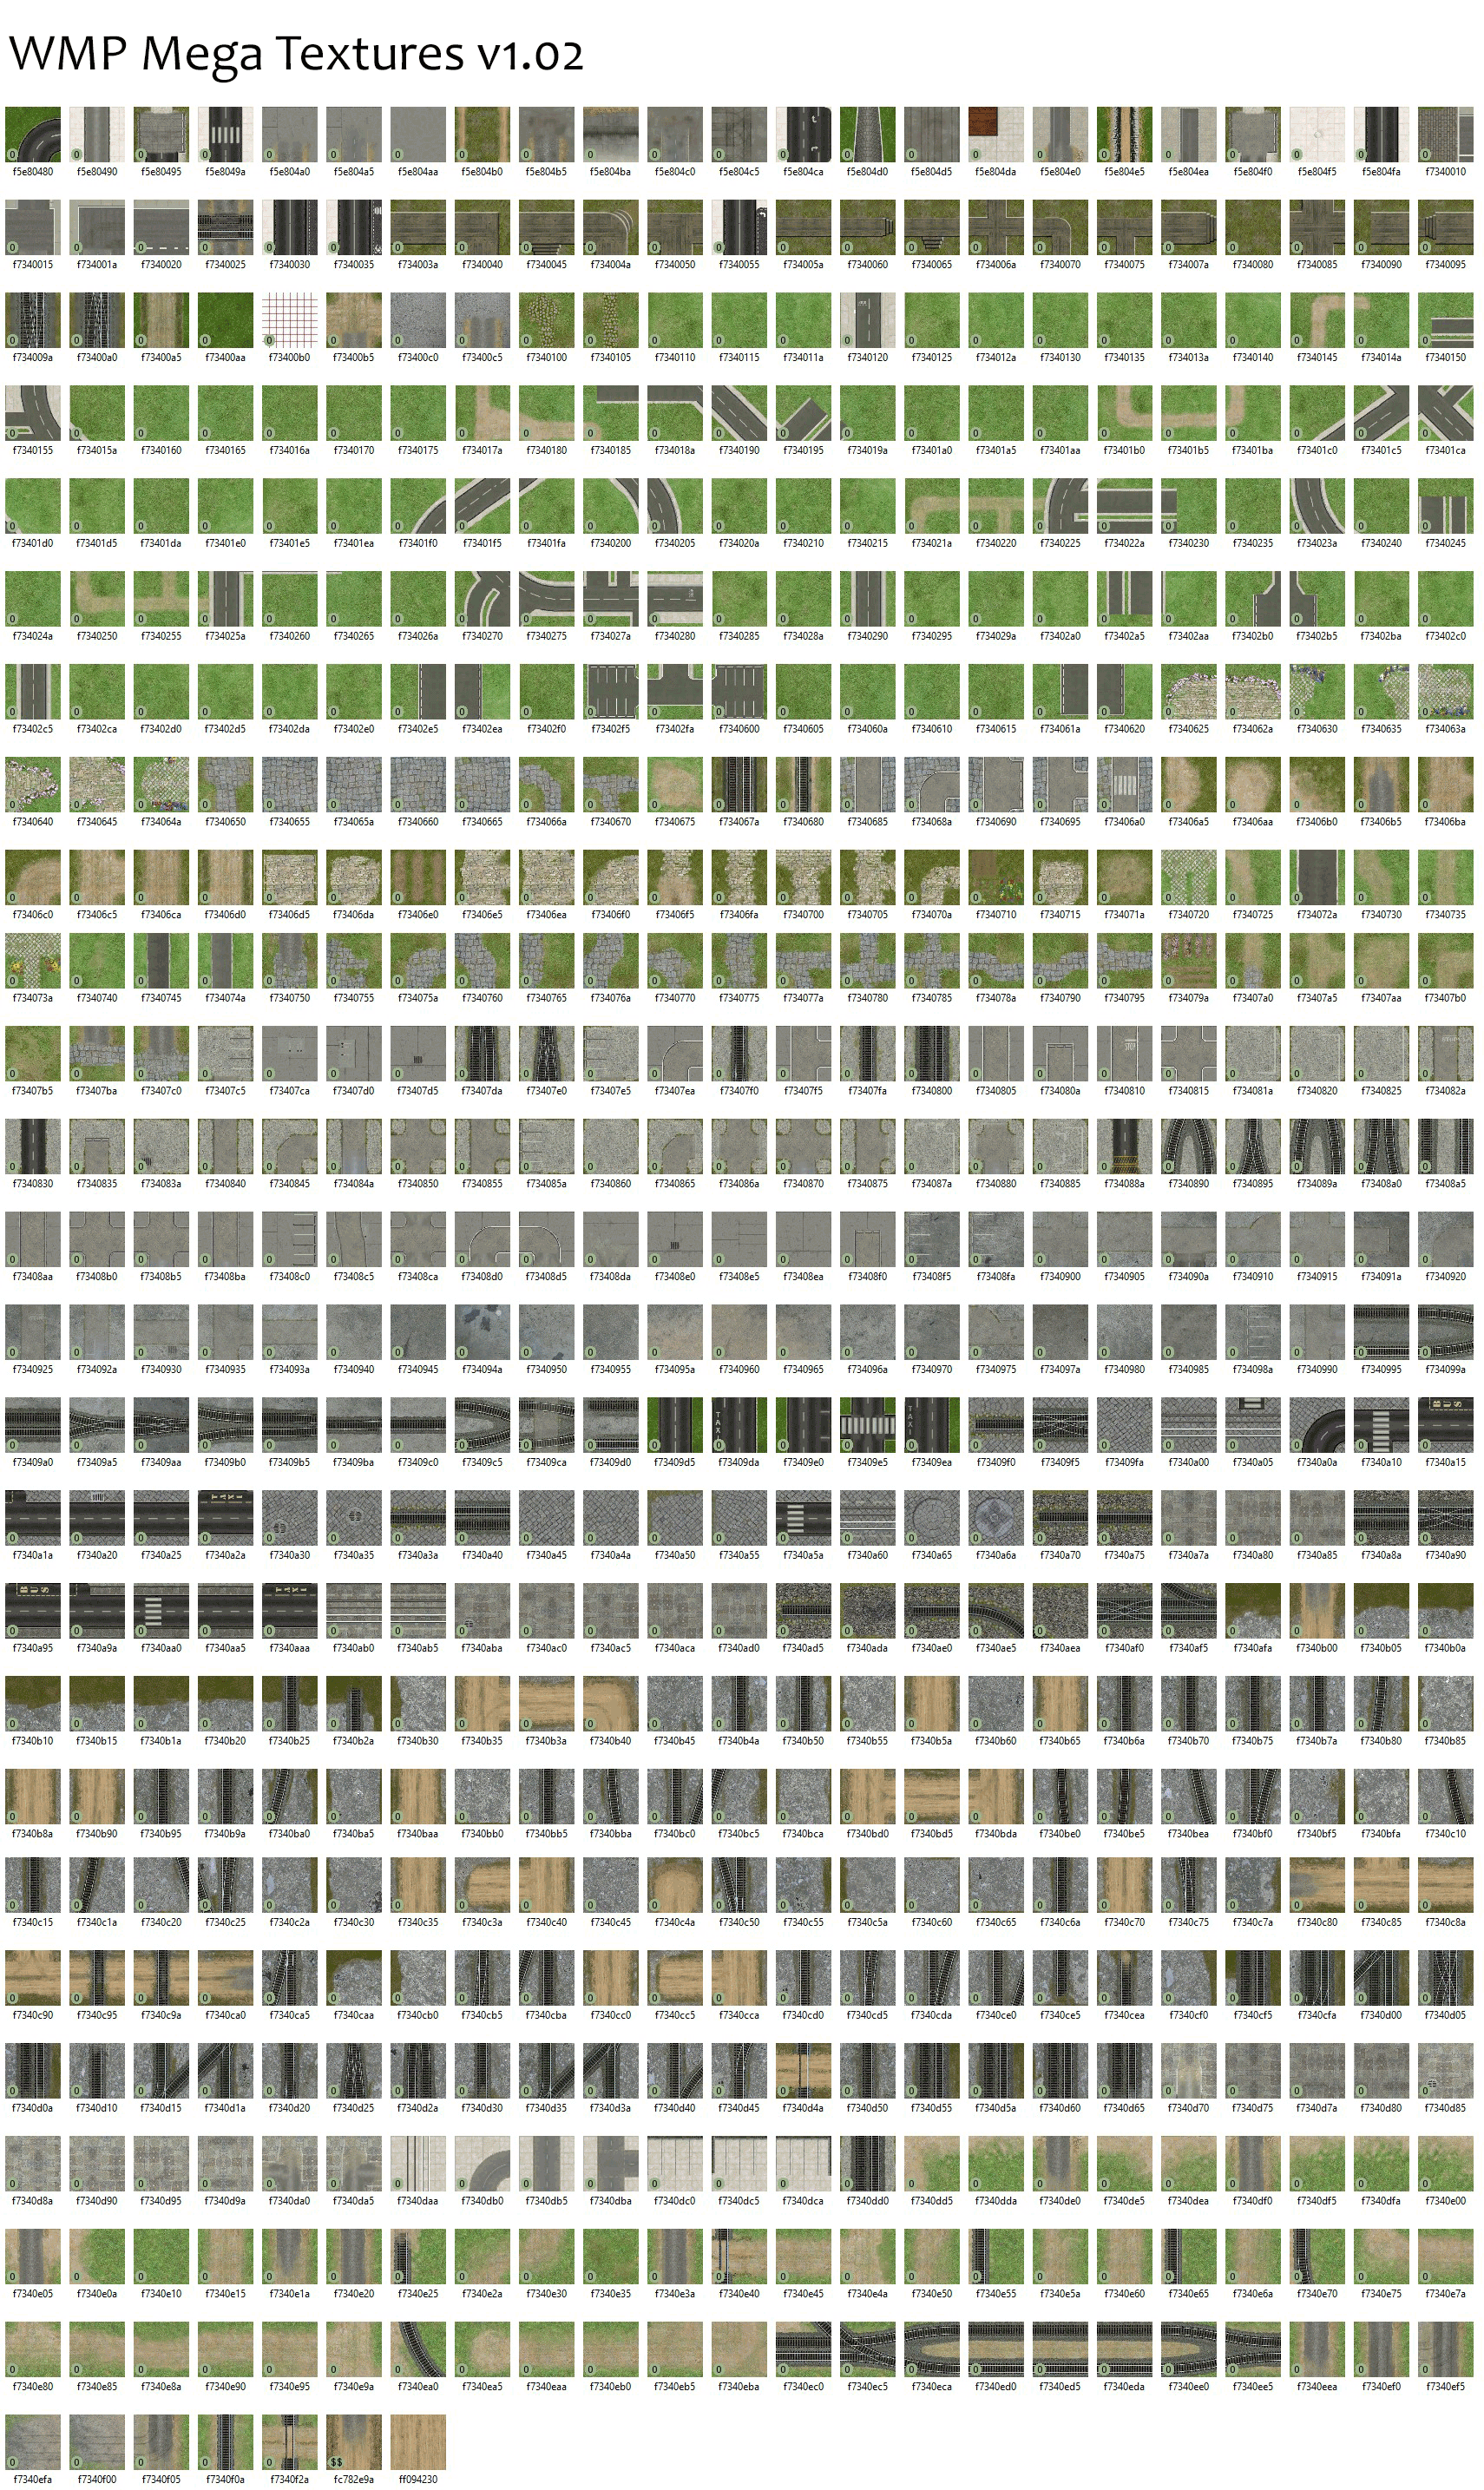 WMP Mega Textures v1.02
f5e80480 f5e80490 f5e80495 f5e8049a f5e804a0 f5e804a5 f5e804aa f5e804b0 f5e804b5 f5e804ba f5e804c0 f5e804c5 f5e804ca f5e804d0 f5e804d5 f5e804da f5e804e0 f5e804e5 f5e804ea f5e804f0 f5e804f5 f5e804fa f7340010
f7340015 f734001a f7340020 f7340025 f7340030 f7340035 f734003a f7340040 f7340045 f734004a f7340050 f7340055 f734005a f7340060 f7340065 f734006a f7340070 f7340075 f734007a f7340080 f7340085 f7340090 f7340095
f734009a f73400a0 f73400a5 f73400aa f73400b0 f73400b5 f73400c0 f73400c5 f7340100 f7340105 f7340110 f7340115 f734011a f7340120 f7340125 f734012a f7340130 f7340135 f734013a f7340140 f7340145 f734014a f7340150
f7340155 f734015a f7340160 f7340165 f734016a f7340170 f7340175 f734017a f7340180 f7340185 f734018a f7340190 f7340195 f734019a f73401a0 f73401a5 f73401aa f73401b0 f73401b5 f73401ba f73401c0 f73401c5 f73401ca
f73401d0 f73401d5 f73401da f73401e0 f73401e5 f73401ea f73401f0 f73401f5 f73401fa f7340200 f7340205 f734020a f7340210 f7340215 f734021a f7340220 f7340225 f734022a f7340230 f7340235 f734023a f7340240 f7340245
f734024a f7340250 f7340255 f734025a f7340260 f7340265 f734026a f7340270 f7340275 f734027a f7340280 f7340285 f734028a f7340290 f7340295 f734029a f73402a0 f73402a5 f73402aa f73402b0 f73402b5 f73402ba f73402c0
f73402c5 f73402ca f73402d0 f73402d5 f73402da f73402e0 f73402e5 f73402ea f73402f0 f73402f5 f73402fa f7340600 f7340605 f734060a f7340610 f7340615 f734061a f7340620 f7340625 f734062a f7340630 f7340635 f734063a
f7340640 f7340645 f734064a f7340650 f7340655 f734065a f7340660 f7340665 f734066a f7340670 f7340675 f734067a f7340680 f7340685 f734068a f7340690 f7340695 f73406a0 f73406a5 f73406aa f73406b0 f73406b5 f73406ba
f73406c0 f73406c5 f73406ca f73406d0 f73406d5 f73406da f73406e0 f73406e5 f73406ea f73406f0 f73406f5 f73406fa f7340700 f7340705 f734070a f7340710 f7340715 f734071a f7340720 f7340725 f734072a f7340730 f7340735
f734073a f7340740 f7340745 f734074a f7340750 f7340755 f734075a f7340760 f7340765 f734076a f7340770 f7340775 f734077a f7340780 f7340785 f734078a f7340790 f7340795 f734079a f73407a0 f73407a5 f73407aa f73407b0
f73407b5 f73407ba f73407c0 f73407c5 f73407ca f73407d0 f73407d5 f73407da f73407e0 f73407e5 f73407ea f73407f0 f73407f5 f73407fa f7340800 f7340805 f734080a f7340810 f7340815 f734081a f7340820 f7340825 f734082a
f7340830 f7340835 f734083a f7340840 f7340845 f734084a f7340850 f7340855 f734085a f7340860 f7340865 f734086a f7340870 f7340875 f734087a f7340880 f7340885 f734088a f7340890 f7340895 f734089a f73408a0 f73408a5
f73408aa f73408b0 f73408b5 f73408ba f73408c0 f73408c5 f73408ca f73408d0 f73408d5 f73408da f73408e0 f73408e5 f73408ea f73408f0 f73408f5 f73408fa f7340900 f7340905 f734090a f7340910 f7340915 f734091a f7340920
f7340925 f734092a f7340930 f7340935 f734093a f7340940 f7340945 f734094a f7340950 f7340955 f734095a f7340960 f7340965 f734096a f7340970 f7340975 f734097a f7340980 f7340985 f734098a f7340990 f7340995 f734099a
f73409a0 f73409a5 f73409aa f73409b0 f73409b5 f73409ba f73409c0 f73409c5 f73409ca f73409d0 f73409d5 f73409da f73409e0 f73409e5 f73409ea f73409f0 f73409f5 f73409fa f7340a00 f7340a05 f7340a0a f7340a10 f7340a15
f7340a1a f7340a20 f7340a25 f7340a2a f7340a30 f7340a35 f7340a3a f7340a40 f7340a45 f7340a4a f7340a50 f7340a55 f7340a5a f7340a60 f7340a65 f7340a6a f7340a70 f7340a75 f7340a7a f7340a80 f7340a85 f7340a8a f7340a90
f7340a95 f7340a9a f7340aa0 f7340aa5 f7340aaa f7340ab0 f7340ab5 f7340aba f7340ac0 f7340ac5 f7340aca f7340ad0 f7340ad5 f7340ada f7340ae0 f7340ae5 f7340aea f7340af0 f7340af5 f7340afa f7340b00 f7340b05 f7340b0a
f7340b10 f7340b15 f7340b1a f7340b20 f7340b25 f7340b2a f7340b30 f7340b35 f7340b3a f7340b40 f7340b45 f7340b4a f7340b50 f7340b55 f7340b5a f7340b60 f7340b65 f7340b6a f7340b70 f7340b75 f7340b7a f7340b80 f7340b85
f7340b8a f7340b90 f7340b95 f7340b9a f7340ba0 f7340ba5 f7340baa f7340bb0 f7340bb5 f7340bba f7340bc0 f7340bc5 f7340bca f7340bd0 f7340bd5 f7340bda f7340be0 f7340be5 f7340bea f7340bf0 f7340bf5 f7340bfa f7340c10
f7340c15 f7340c1a f7340c20 f7340c25 f7340c2a f7340c30 f7340c35 f7340c3a f7340c40 f7340c45 f7340c4a f7340c50 f7340c55 f7340c5a f7340c60 f7340c65 f7340c6a f7340c70 f7340c75 f7340c7a f7340c80 f7340c85 f7340c8a
f7340c90 f7340c95 f7340c9a f7340ca0 f7340ca5 f7340caa f7340cb0 f7340cb5 f7340cba f7340cc0 f7340cc5 f7340cca f7340cd0 f7340cd5 f7340cda f7340ce0 f7340ce5 f7340cea f7340cf0 f7340cf5 f7340cfa f7340d00 f7340d05
f7340d0a f7340d10 f7340d15 f7340d1a f7340d20 f7340d25 f7340d2a f7340d30 f7340d35 f7340d3a f7340d40 f7340d45 f7340d4a f7340d50 f7340d55 f7340d5a f7340d60 f7340d65 f7340d70 f7340d75 f7340d7a f7340d80 f7340d85
f7340d8a f7340d90 f7340d95 f7340d9a f7340da0 f7340da5 f7340daa f7340db0 f7340db5 f7340dba f7340dc0 f7340dc5 f7340dca f7340dd0 f7340dd5 f7340dda f7340de0 f7340de5 f7340dea f7340df0 f7340df5 f7340dfa f7340e00
f7340e05 f7340e0a f7340e10 f7340e15 f7340e1a f7340e20 f7340e25 f7340e2a f7340e30 f7340e35 f7340e3a f7340e40 f7340e45 f7340e4a f7340e50 f7340e55 f7340e5a f7340e60 f7340e65 f7340e6a f7340e70 f7340e75 f7340e7a
f7340e80 f7340e85 f7340e8a f7340e90 f7340e95 f7340e9a f7340ea0 f7340ea5 f7340eaa f7340eb0 f7340eb5 f7340eba f7340ec0 f7340ec5 f7340eca f7340ed0 f7340ed5 f7340eda f7340ee0 f7340ee5 f7340eea f7340ef0 f7340ef5
$$
f7340efa f7340f00 f7340f05 f7340f0a f7340f2a fc782e9a ff094230